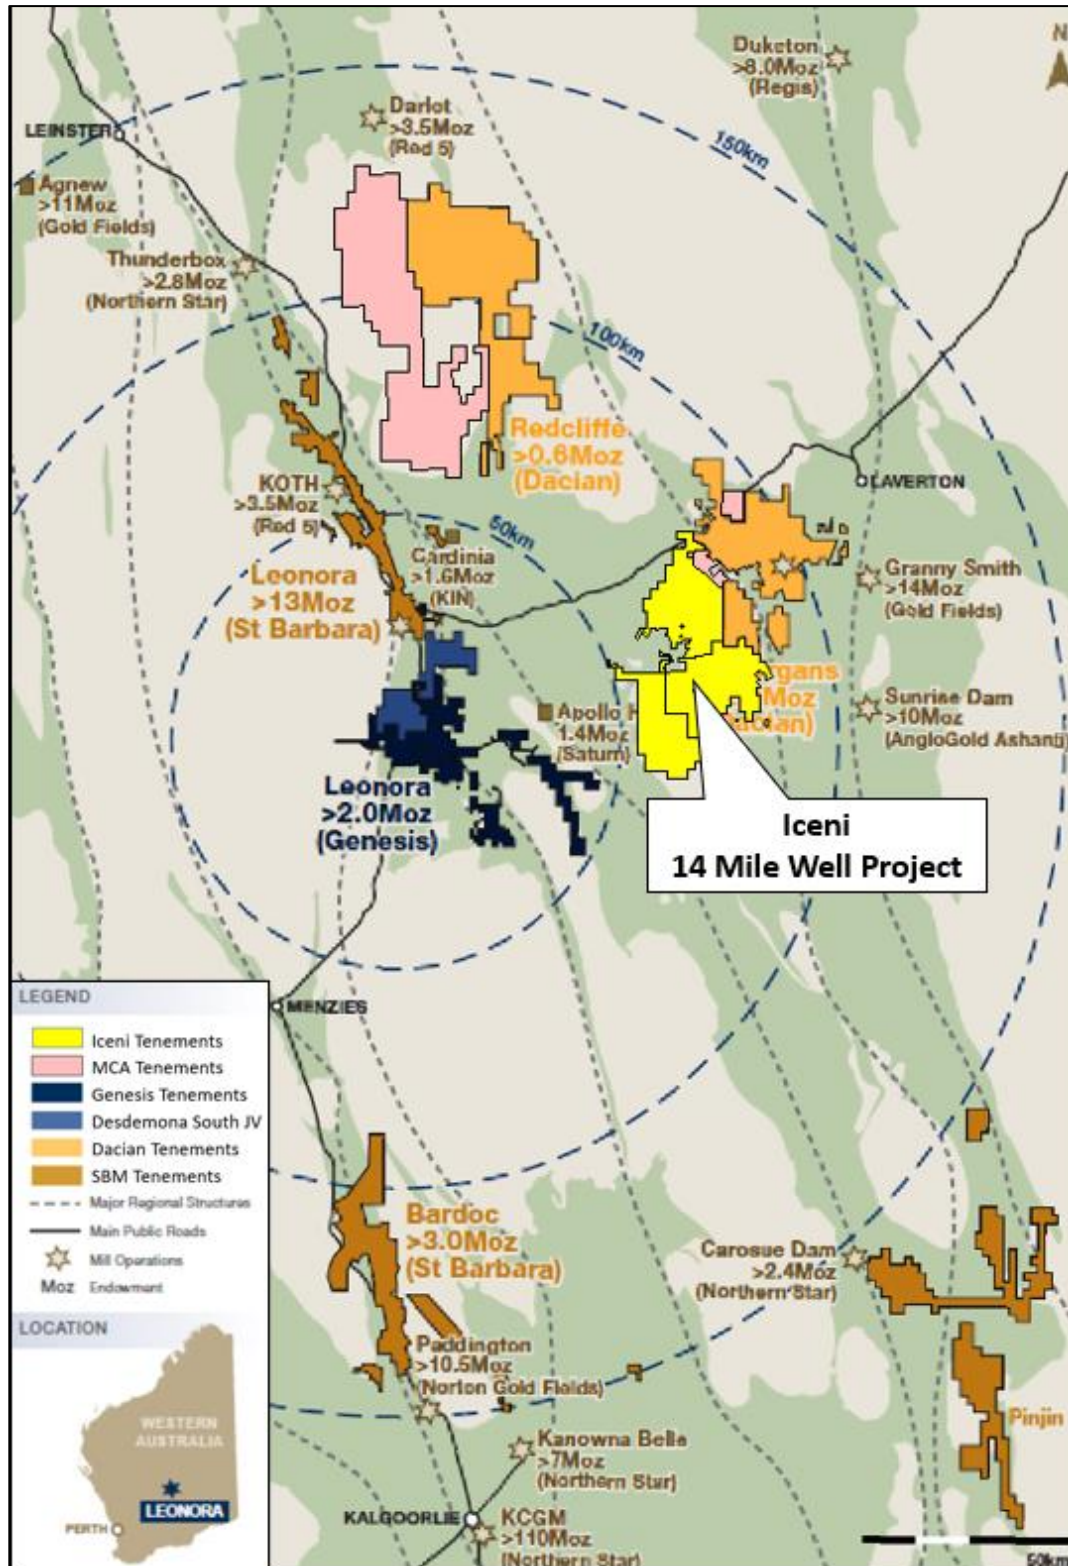 N
Duketon
>8.0Moz
(Regis)
Darlot
>3.5Moz
(Red 5)
LEINSTER
150km
Agnew
>11Moz
(Gold Fields)
Thunderbox
>2.8Moz
(Northern Star)
100km
Redcliffe
>0.6Moz
(Dacian)
LAVERTON
KOTH
>3.5Moz
(Red 5)
50km
Cardinia
>1.6Moz
(KIN)
Granny Smith
>14Moz
(Gold Fields)
Leonora
>13Moz
(St Barbara)
rgans
Moz
Sunrise Dam
>10Moz
(AngloGold Ashanti)
Apollo H
1.4Moz
(Saturn)
Leonora
>2.0Moz
(Genesis)
Iceni
14 Mile Well Project
MENZIES
LEGEND
Iceni Tenements
MCA Tenements
Genesis Tenements
Desdemona South JV
Dacian Tenements
SBM Tenements
Major Regional Structures
Main Public Roads
Mill Operations
Moz Endowment
LOCATION
WESTERN
AUSTRALIA
LEONORA
PERTH
Bardoc
>3.0Moz
(St Barbara)
Carosue Dam
>2.4Moz
(Northern Star)
Paddington
>10.5Moz
(Norton Gold Fields)
Pinjin
Kanowna Belle
>7Moz
(Northern Star)
KALGOORLIE
KCGM
>110Moz
(Northern Star)
50km